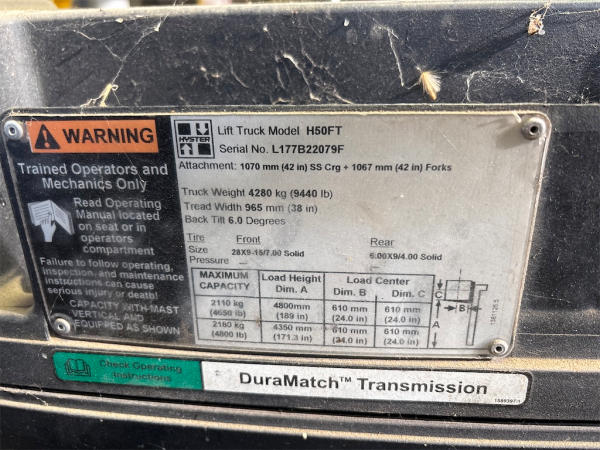 WARNING
Trained Operators and
Mechanics Only
Read Operating
Manual located
on seat or in
operators
compartment
Failure to follow operating,
inspection, and maintenance
instructions can cause
serious injury or death!
CAPACITY WITH MAST
VERTICAL AND
EQUIPPED AS SHOWN
HYSTER
Lift Truck Model H50FT
Serial No. L177B22079F
Attachment: 1070 mm (42 in) SS Crg + 1067 mm (42 in) Forks
Truck Weight 4280 kg (9440 lb)
Tread Width 965 mm (38 in)
Back Tilt 6.0 Degrees
Tire Front Rear
Size 28X9-15/7.00 Solid 6.00X9/4.00 Solid
Pressure – –
MAXIMUM CAPACITY Load Height Dim. A Load Center Dim. B Dim. C
2110 kg (4650 lb) 4800mm (189 in) 610 mm (24.0 in) 610 mm (24.0 in)
2180 kg (4800 lb) 4350 mm (171.3 in) 610 mm (24.0 in) 610 mm (24.0 in)
C
B
A
Check Operating
Instructions
DuraMatch™ Transmission